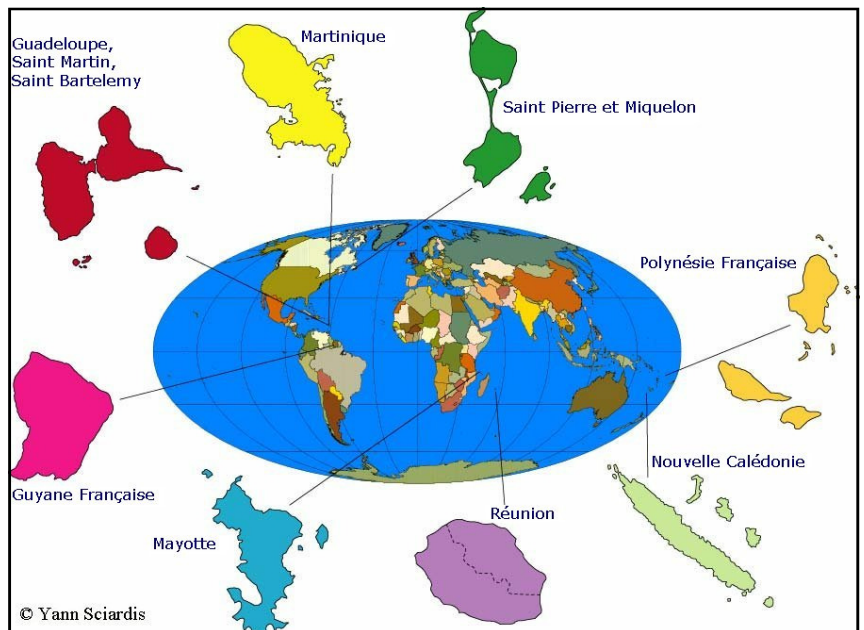 Guadeloupe,
Saint Martin,
Saint Bartelemy
Martinique
Saint Pierre et Miquelon
Polynésie Française
Guyane Française
Nouvelle Calédonie
Mayotte
Réunion
© Yann Sciardis